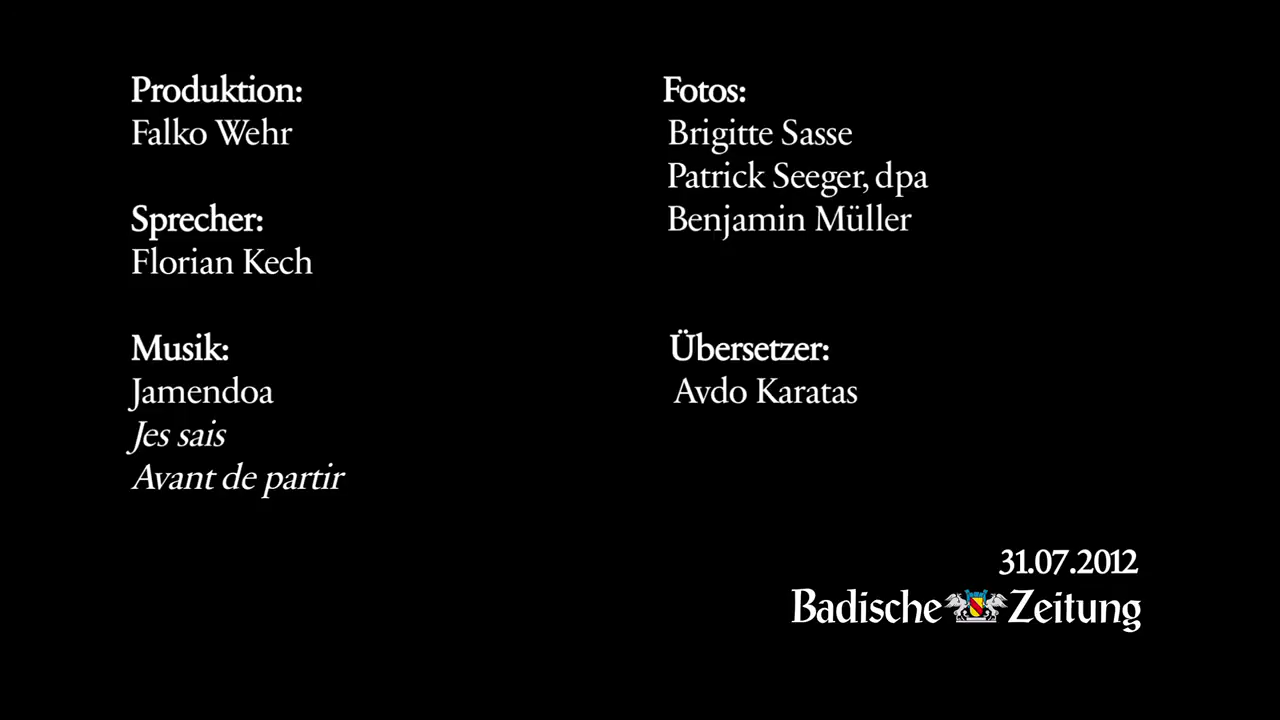 Produktion:
Falko Wehr
Sprecher:
Florian Kech
Musik:
Jamendoa
Jes sais
Avant de partir
Fotos:
Brigitte Sasse
Patrick Seeger, dpa
Benjamin Müller
Übersetzer:
Avdo Karatas
31.07.2012
Badische Zeitung